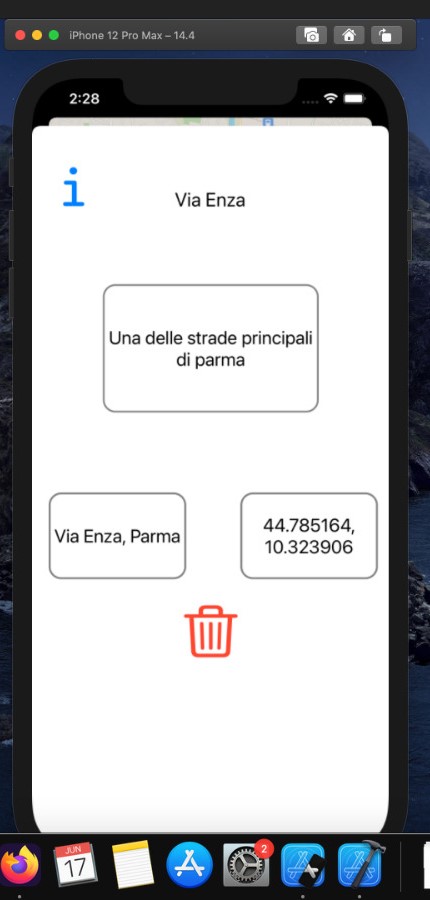 iPhone 12 Pro Max – 14.4
2:28
i
Via Enza
Una delle strade principali
di parma
Via Enza, Parma
44.785164,
10.323906
JUN
17
2